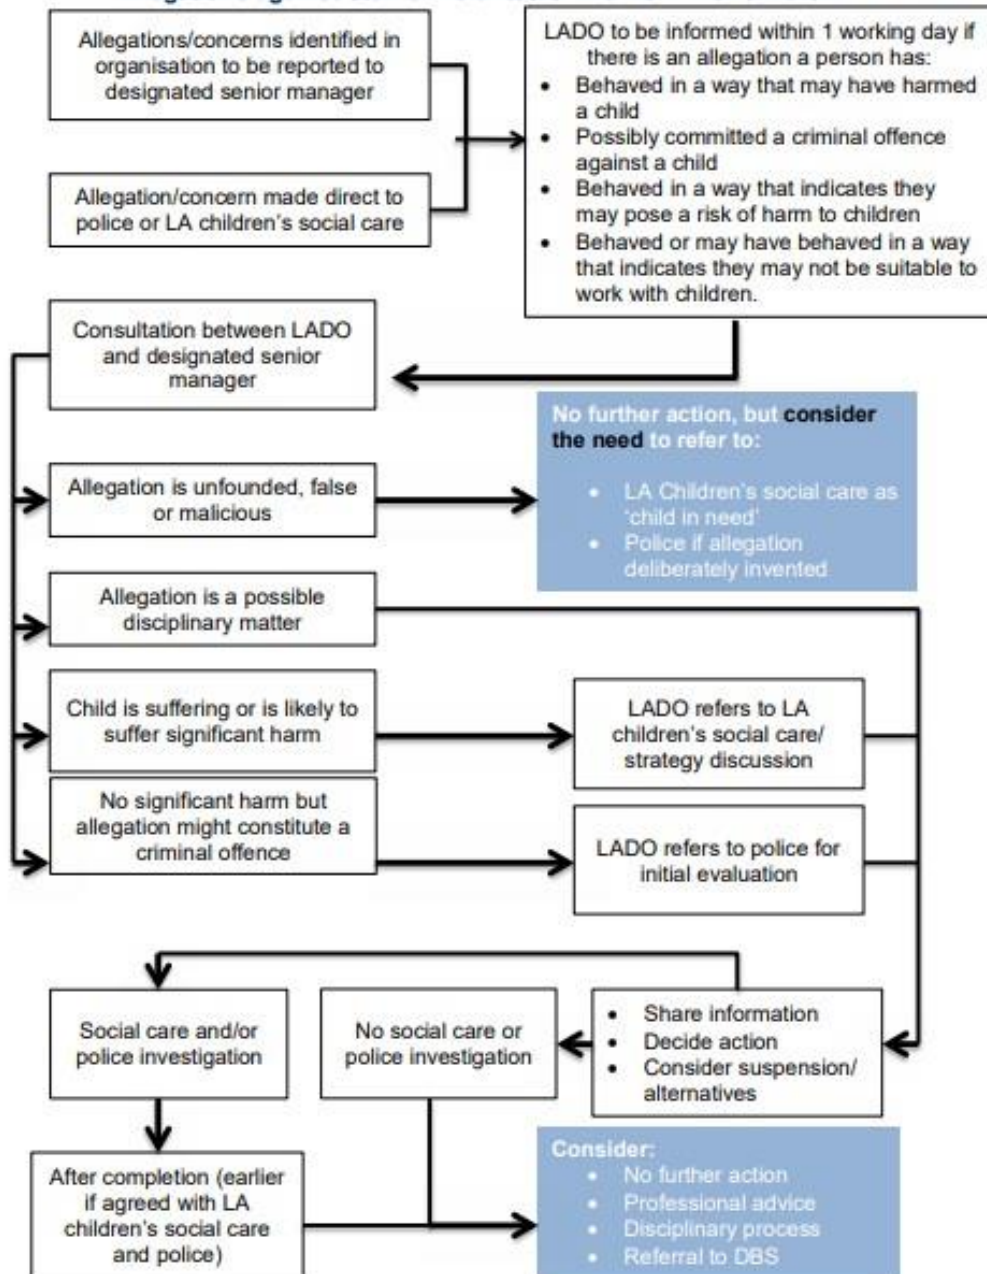 Allegations/concerns identified in
organisation to be reported to
designated senior manager
Allegation/concern made direct to
police or LA children's social care
LADO to be informed within 1 working day if
there is an allegation a person has:
• Behaved in a way that may have harmed
a child
• Possibly committed a criminal offence
against a child
• Behaved in a way that indicates they
may pose a risk of harm to children
• Behaved or may have behaved in a way
that indicates they may not be suitable to
work with children.
Consultation between LADO
and designated senior
manager
No further action, but consider
the need to refer to:
• LA Children's social care as
'child in need'
• Police if allegation
deliberately invented
Allegation is unfounded, false
or malicious
Allegation is a possible
disciplinary matter
Child is suffering or is likely to
suffer significant harm
LADO refers to LA
children's social care/
strategy discussion
No significant harm but
allegation might constitute a
criminal offence
LADO refers to police for
initial evaluation
Social care and/or
police investigation
No social care or
police investigation
• Share information
• Decide action
• Consider suspension/
alternatives
After completion (earlier
if agreed with LA
children's social care
and police)
Consider:
• No further action
• Professional advice
• Disciplinary process
• Referral to DBS